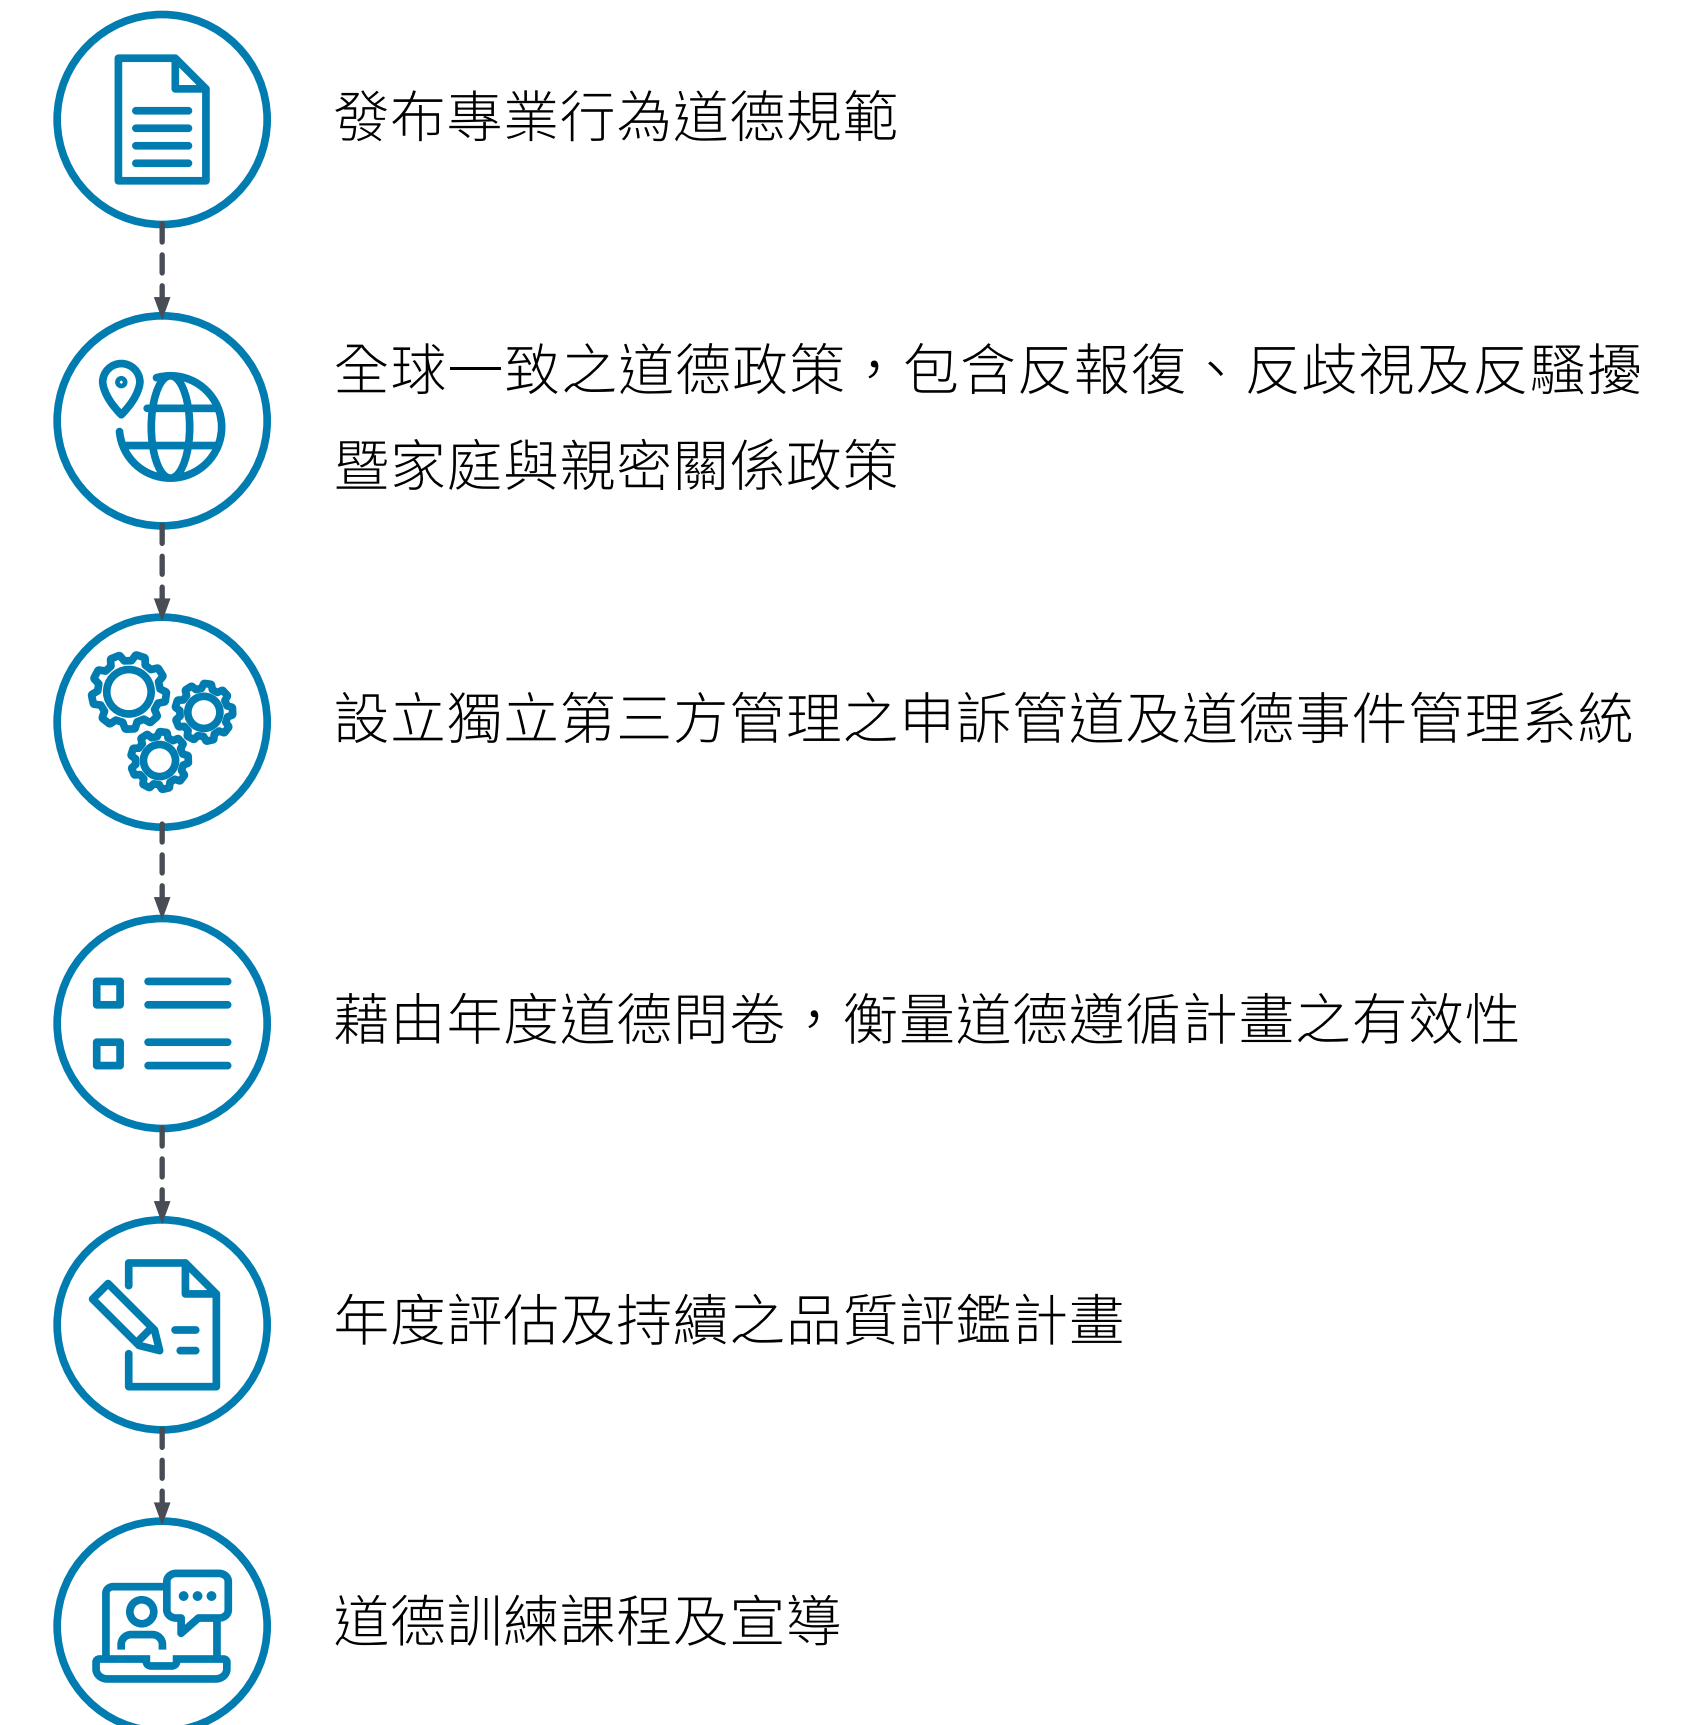 發布專業行為道德規範
全球一致之道德政策，包含反報復、反歧視及反騷擾
暨家庭與親密關係政策
設立獨立第三方管理之申訴管道及道德事件管理系統
藉由年度道德問卷，衡量道德遵循計畫之有效性
年度評估及持續之品質評鑑計畫
道德訓練課程及宣導